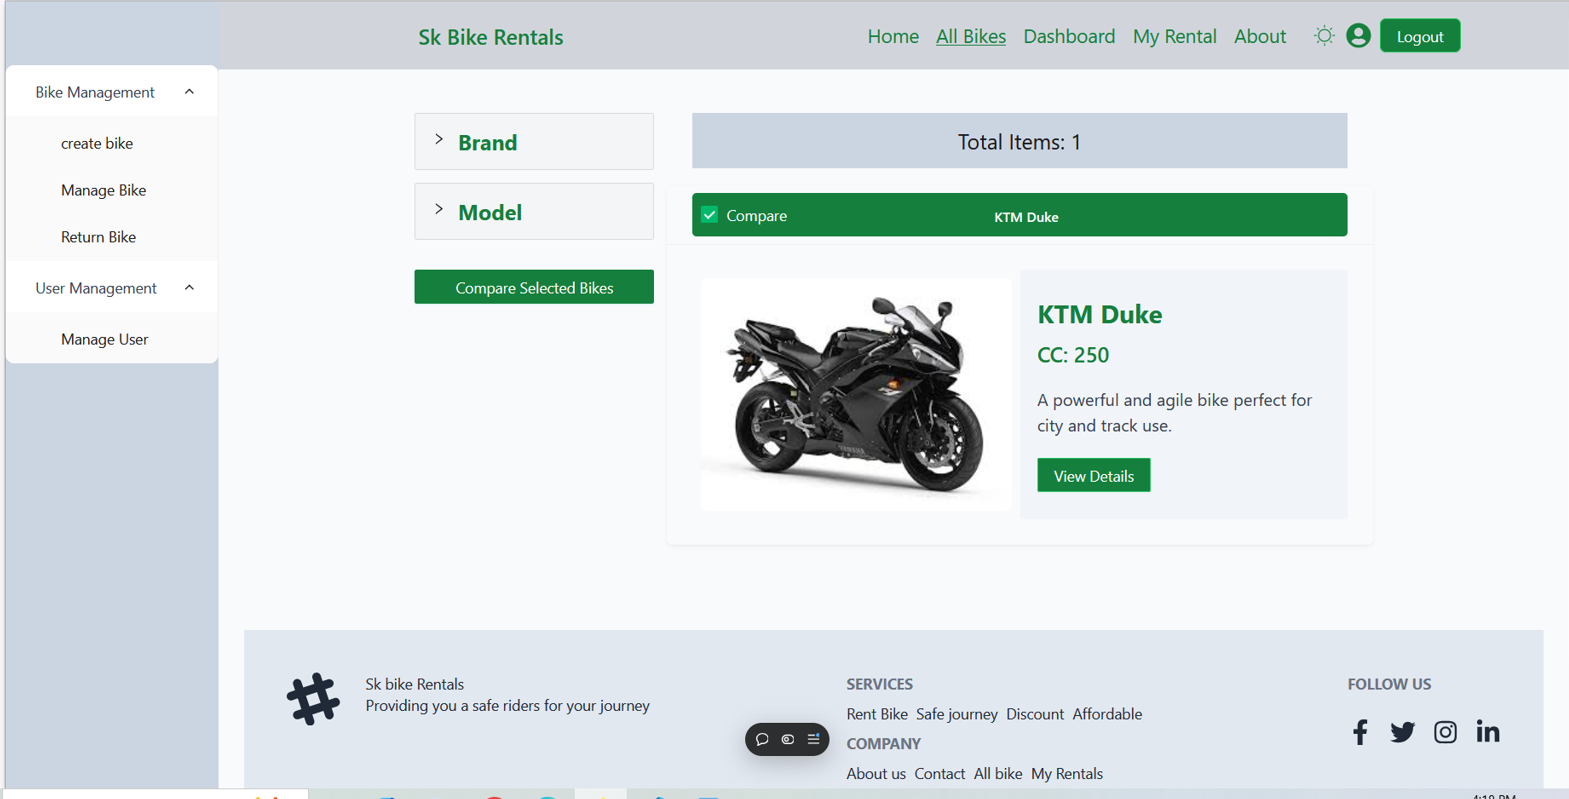 Sk Bike Rentals
Home All Bikes Dashboard My Rental About Logout
Bike Management
create bike
Manage Bike
Return Bike
User Management
Manage User
Brand
Model
Compare Selected Bikes
Total Items: 1
Compare KTM Duke
YAMAHA
KTM Duke
CC: 250
A powerful and agile bike perfect for
city and track use.
View Details
Sk bike Rentals
Providing you a safe riders for your journey
SERVICES
Rent Bike Safe journey Discount Affordable
COMPANY
About us Contact All bike My Rentals
FOLLOW US
4:18 PM